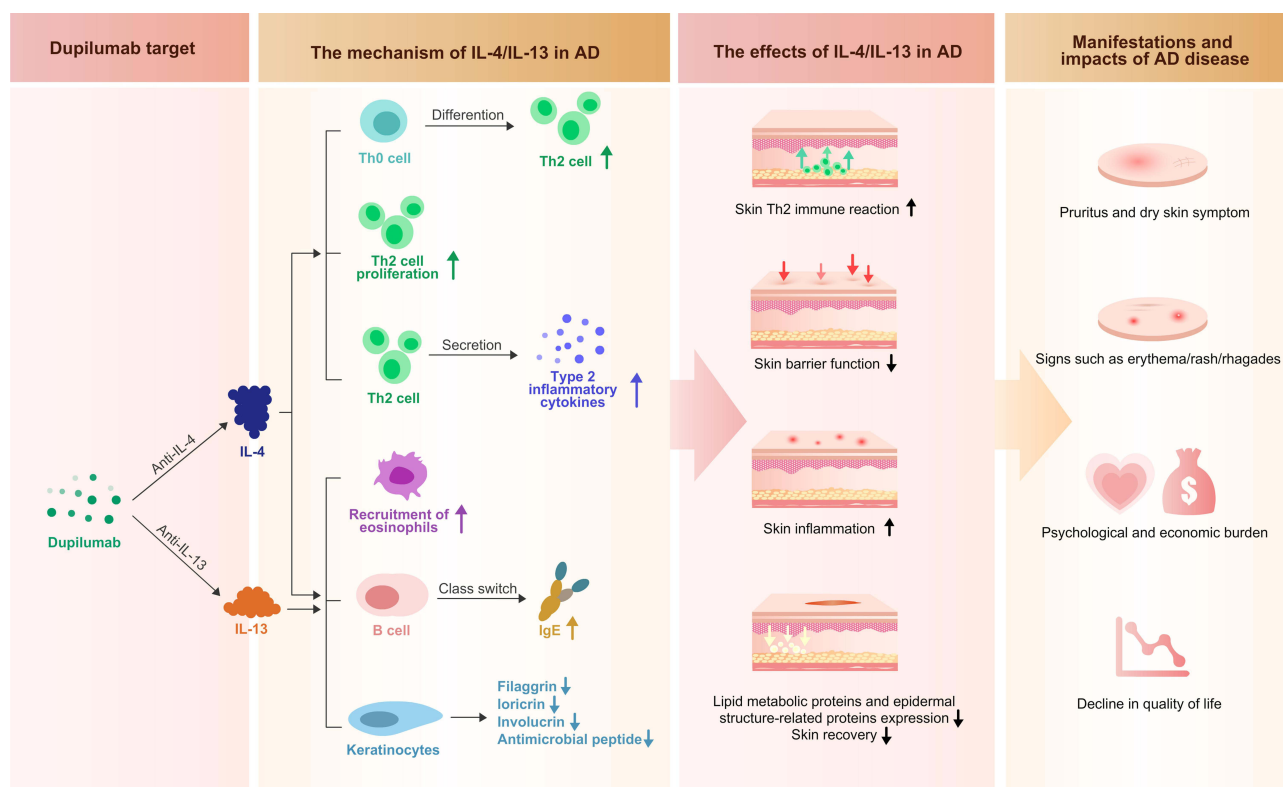 Dupilumab target
The mechanism of IL-4/IL-13 in AD
The effects of IL-4/IL-13 in AD
Manifestations and
impacts of AD disease
Anti-IL-4
Anti-IL-13
Dupilumab
IL-4
IL-13
Th0 cell
Differention
Th2 cell
Th2 cell
proliferation
Th2 cell
Secretion
Type 2
inflammatory
cytokines
Recruitment of
eosinophils
B cell
Class switch
IgE
Keratinocytes
Filaggrin
loricrin
Involucrin
Antimicrobial peptide
Skin Th2 immune reaction
Skin barrier function
Skin inflammation
Lipid metabolic proteins and epidermal
structure-related proteins expression
Skin recovery
Pruritus and dry skin symptom
Signs such as erythema/rash/rhagades
$
Psychological and economic burden
Decline in quality of life